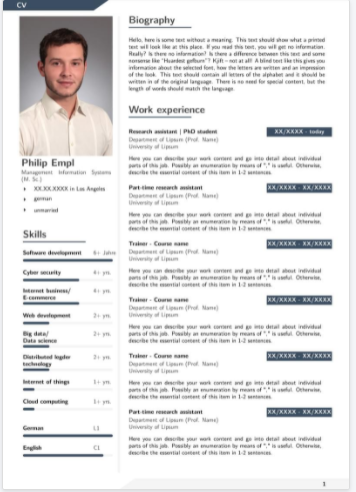 CV
Biography
Hello, here is some text without a meaning. This text should show what a printed
text will look like at this place. If you read this text, you will get no information.
Really? Is there no information? Is there a difference between this text and some
nonsense like "Huardest gefburn"? Kjift – not at all! A blind text like this gives you
information about the selected font, how the letters are written and an impression
of the look. This text should contain all letters of the alphabet and it should be
written in of the original language. There is no need for special content, but the
length of words should match the language.
Work experience
Research assistant | PhD student XX/XXXX - today
Department of Lipsum (Prof. Name)
University of Lipsum
Here you can describe your work content and go into detail about individual
parts of this job. Possibly an enumeration by means of "," is useful. Otherwise,
describe the essential content of this item in 1-2 sentences.
Part-time research assistant XX/XXXX - XX/XXXX
Department of Lipsum (Prof. Name)
University of Lipsum
Here you can describe your work content and go into detail about individual
parts of this job. Possibly an enumeration by means of "," is useful. Otherwise,
describe the essential content of this item in 1-2 sentences.
Trainer - Course name XX/XXXX - XX/XXXX
Department of Lipsum (Prof. Name)
University of Lipsum
Here you can describe your work content and go into detail about individual
parts of this job. Possibly an enumeration by means of "," is useful. Otherwise,
describe the essential content of this item in 1-2 sentences.
Trainer - Course name XX/XXXX - XX/XXXX
Department of Lipsum (Prof. Name)
University of Lipsum
Here you can describe your work content and go into detail about individual
parts of this job. Possibly an enumeration by means of "," is useful. Otherwise,
describe the essential content of this item in 1-2 sentences.
Trainer - Course name XX/XXXX - XX/XXXX
Department of Lipsum (Prof. Name)
University of Lipsum
Here you can describe your work content and go into detail about individual
parts of this job. Possibly an enumeration by means of "," is useful. Otherwise,
describe the essential content of this item in 1-2 sentences.
Part-time research assistant XX/XXXX - XX/XXXX
Department of Lipsum (Prof. Name)
University of Lipsum
Here you can describe your work content and go into detail about individual
parts of this job. Possibly an enumeration by means of "," is useful. Otherwise,
describe the essential content of this item in 1-2 sentences.
Philip Empl
Management Information Systems
(M. Sc.)
XX.XX.XXXX in Los Angeles
german
unmarried
Skills
Software development 6+ Jahre
Cyber security 4+ yrs.
Internet business/ 4+ yrs.
E-commerce
Web development 3+ yrs.
Big data/ 2+ yrs.
Data science
Distributed legder 2+ yrs.
technology
Internet of things 1+ yrs.
Cloud computing 1+ yrs.
German L1
English C1
1